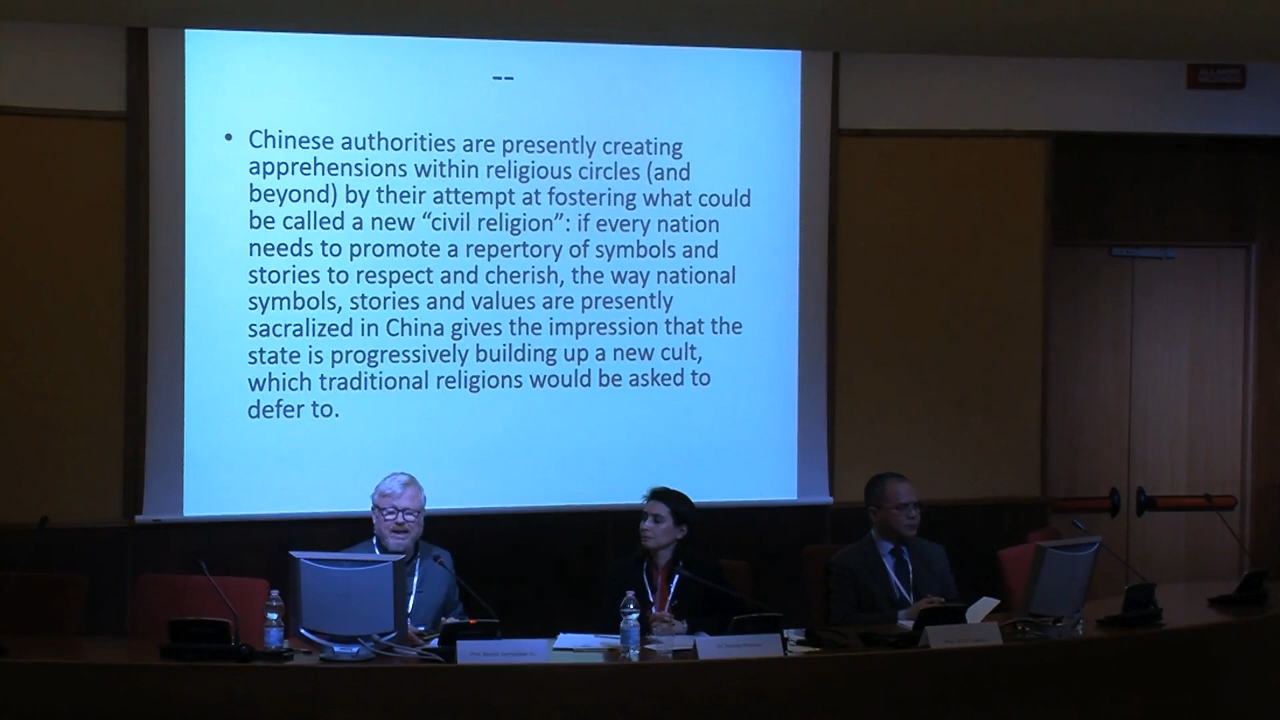 --
• Chinese authorities are presently creating
apprehensions within religious circles (and
beyond) by their attempt at fostering what could
be called a new “civil religion”: if every nation
needs to promote a repertory of symbols and
stories to respect and cherish, the way national
symbols, stories and values are presently
sacralized in China gives the impression that the
state is progressively building up a new cult,
which traditional religions would be asked to
defer to.